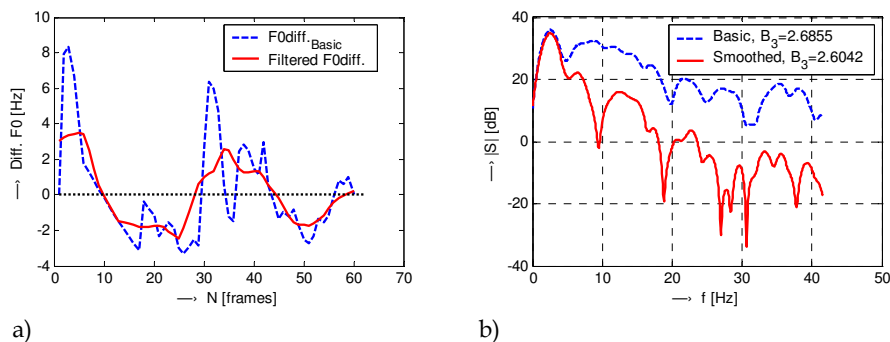 10
8
6
4
2
0
-2
-4
0 10 20 30 40 50 60 70
Diff. F0 [Hz]
N [frames]
F0diff.Basic
Filtered F0diff.
a)
40
20
0
-20
-40
0 10 20 30 40 50
|S| [dB]
f [Hz]
Basic, B3=2.6855
Smoothed, B3=2.6042
b)